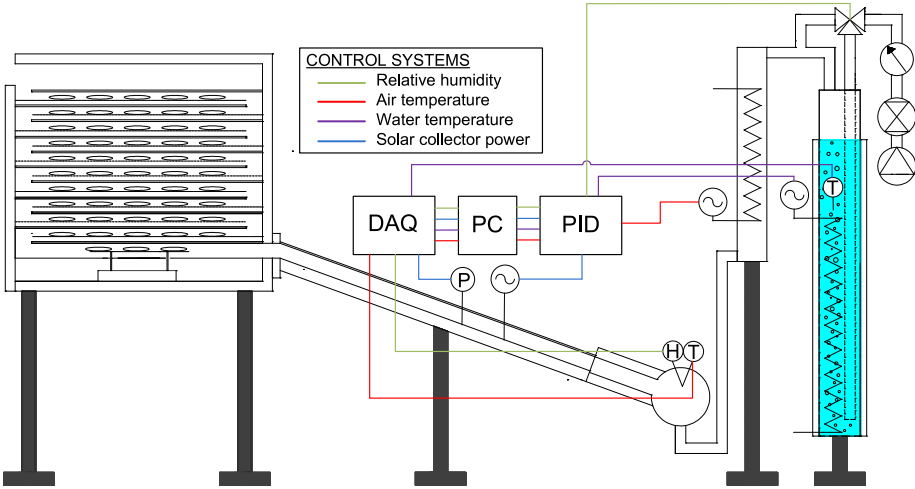 CONTROL SYSTEMS
Relative humidity
Air temperature
Water temperature
Solar collector power
T
DAQ
PC
PID
P
H
T